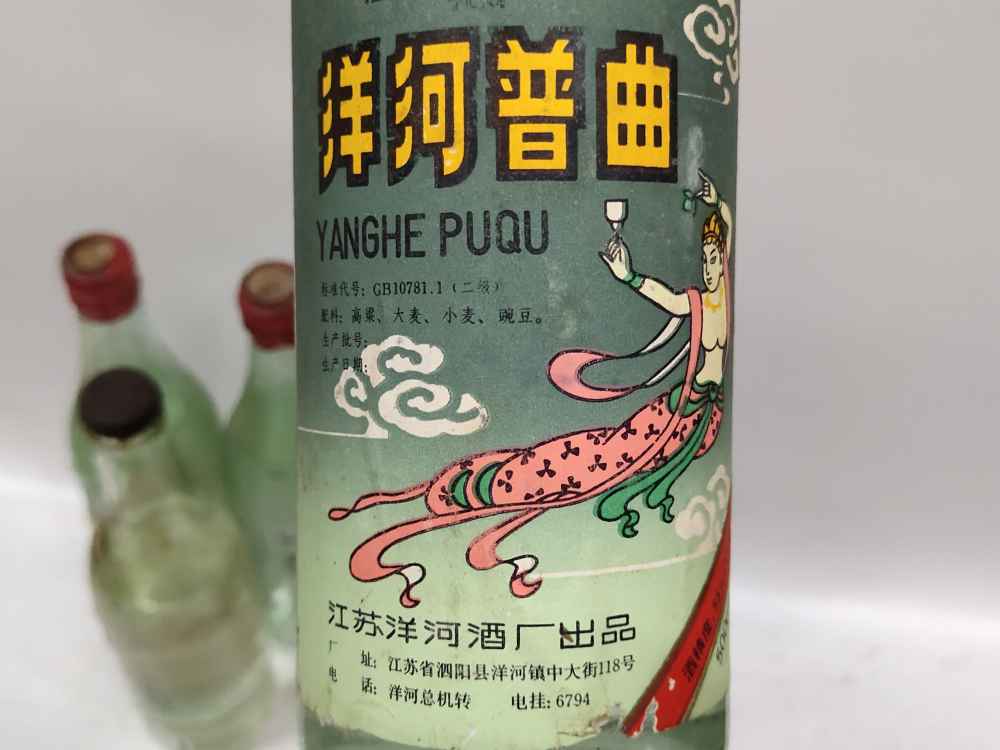 洋河普曲
YANGHE PUQU
标准代号: GB10781.1 (二级)
配料: 高粱、大麦、小麦、豌豆。
生产批号:
生产日期:
江苏洋河酒厂出品
厂 址: 江苏省泗阳县洋河镇中大街118号
电 话: 洋河总机转 电挂: 6794
酒精度: